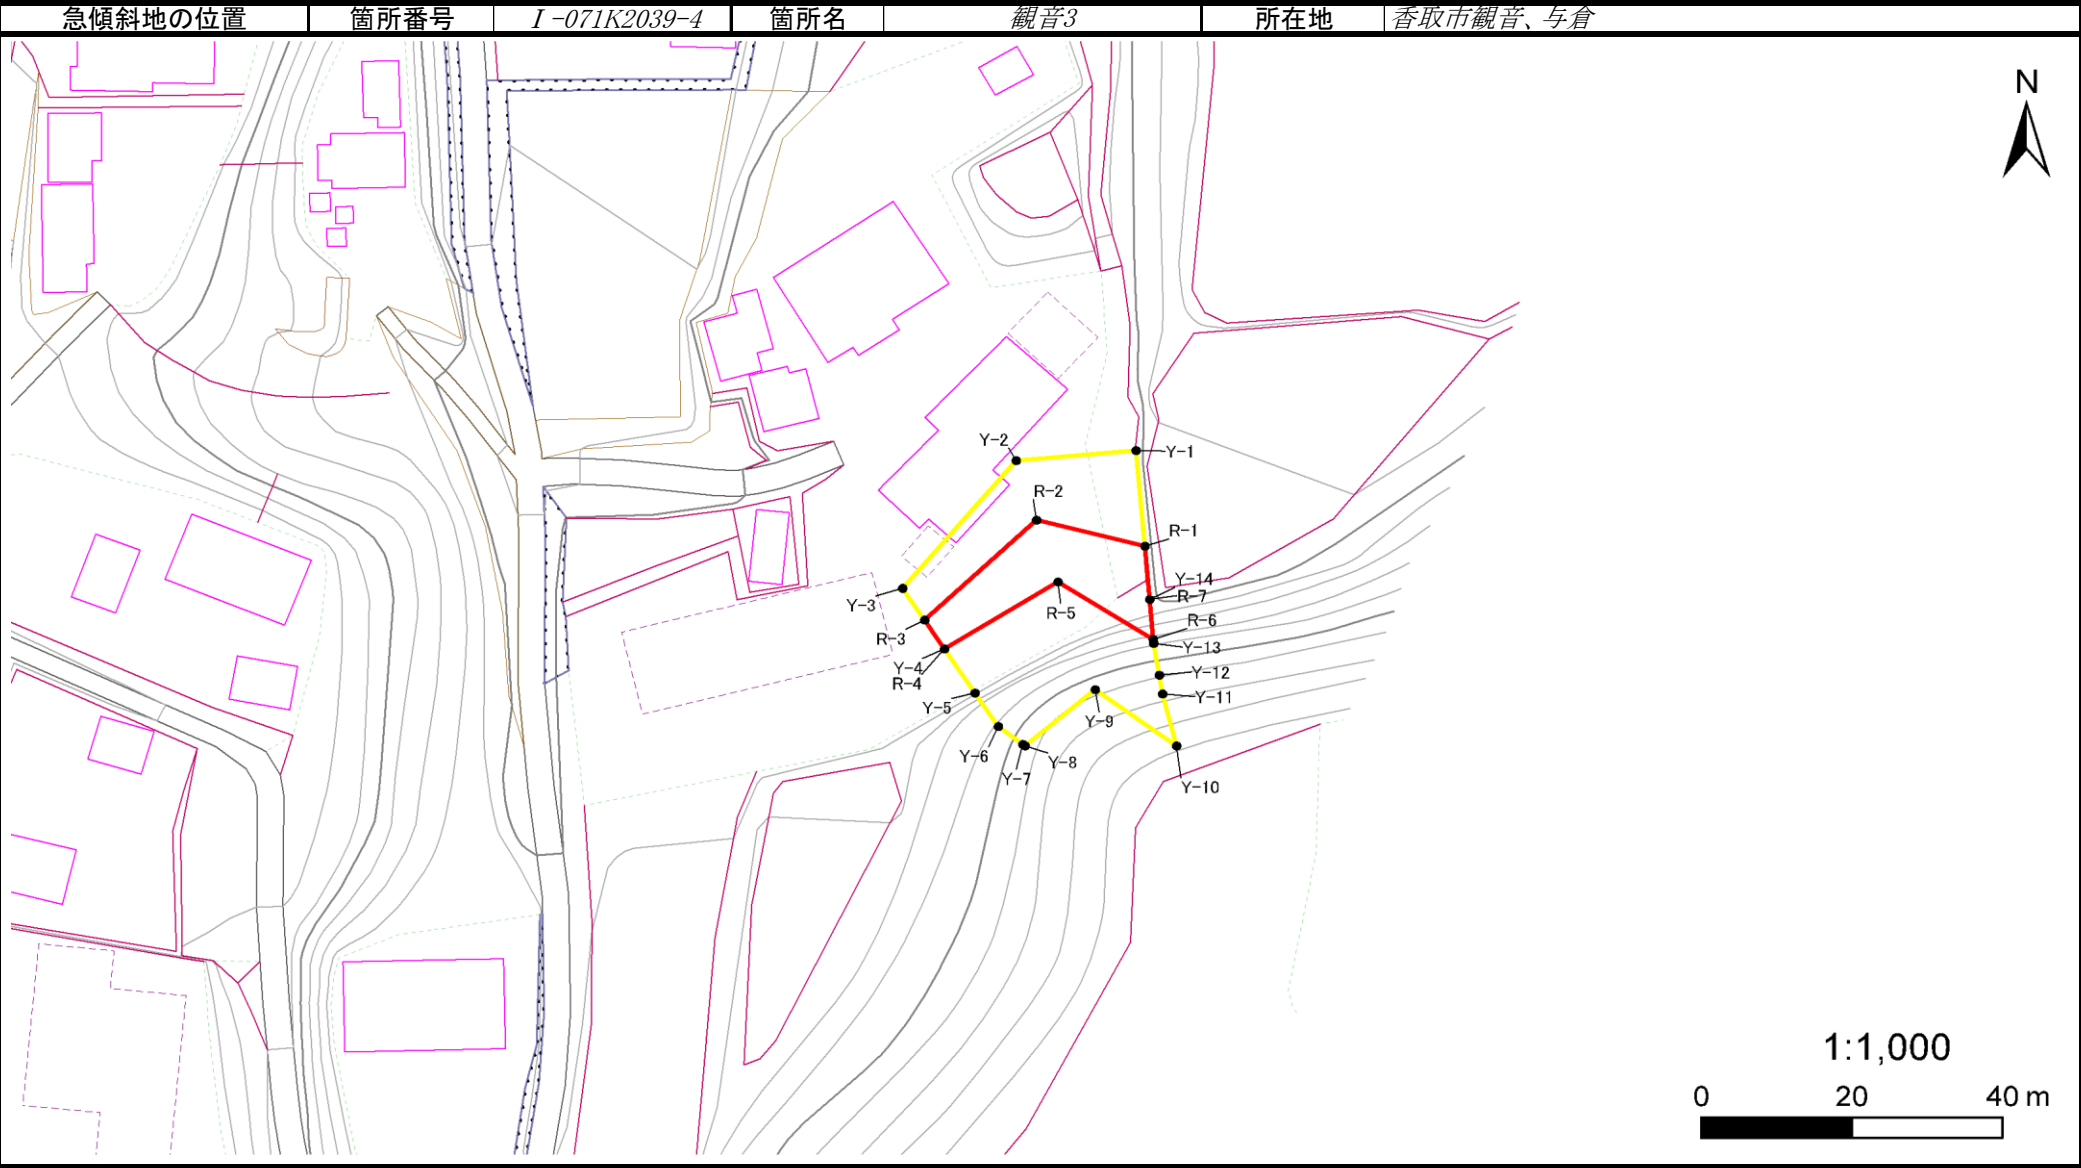 急傾斜地の位置 箇所番号 Ⅰ-071K2039-4 箇所名 観音3 所在地 香取市観音、与倉
N
Y-2
Y-1
R-2
R-1
Y-14
R-7
Y-3
R-5
R-6
R-3
Y-13
Y-4
R-4
Y-12
Y-11
Y-5
Y-9
Y-6
Y-8
Y-7
Y-10
1:1,000
0 20 40 m